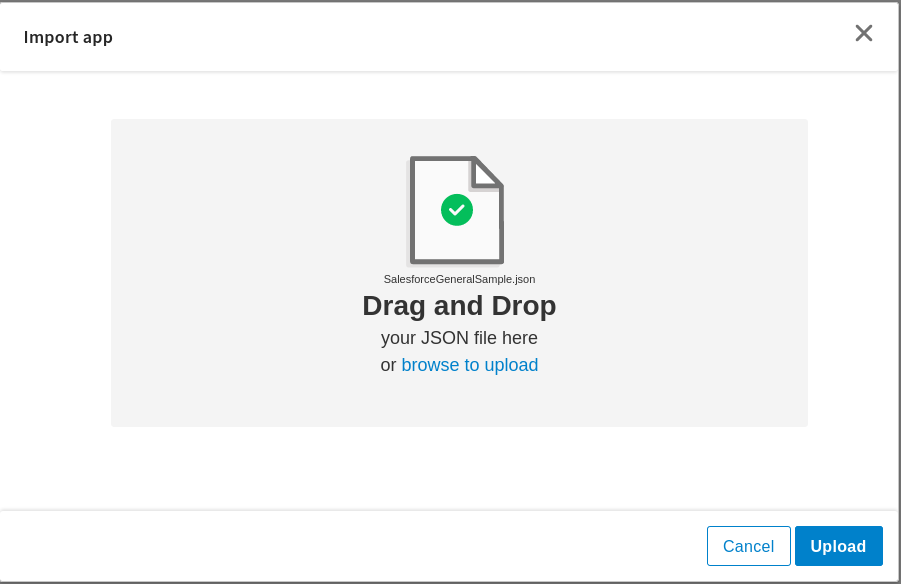 Import app
SalesforceGeneralSample.json
Drag and Drop
your JSON file here
or browse to upload
Cancel
Upload